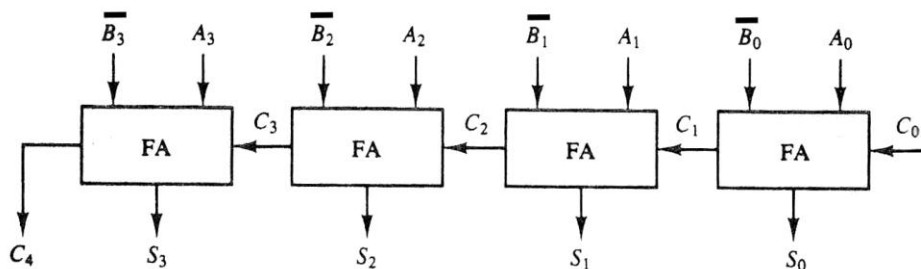 B̅₃ A₃ B̅₂ A₂ B̅₁ A₁ B̅₀ A₀
C₃ C₂ C₁ C₀
FA FA FA FA
C₄ S₃ S₂ S₁ S₀